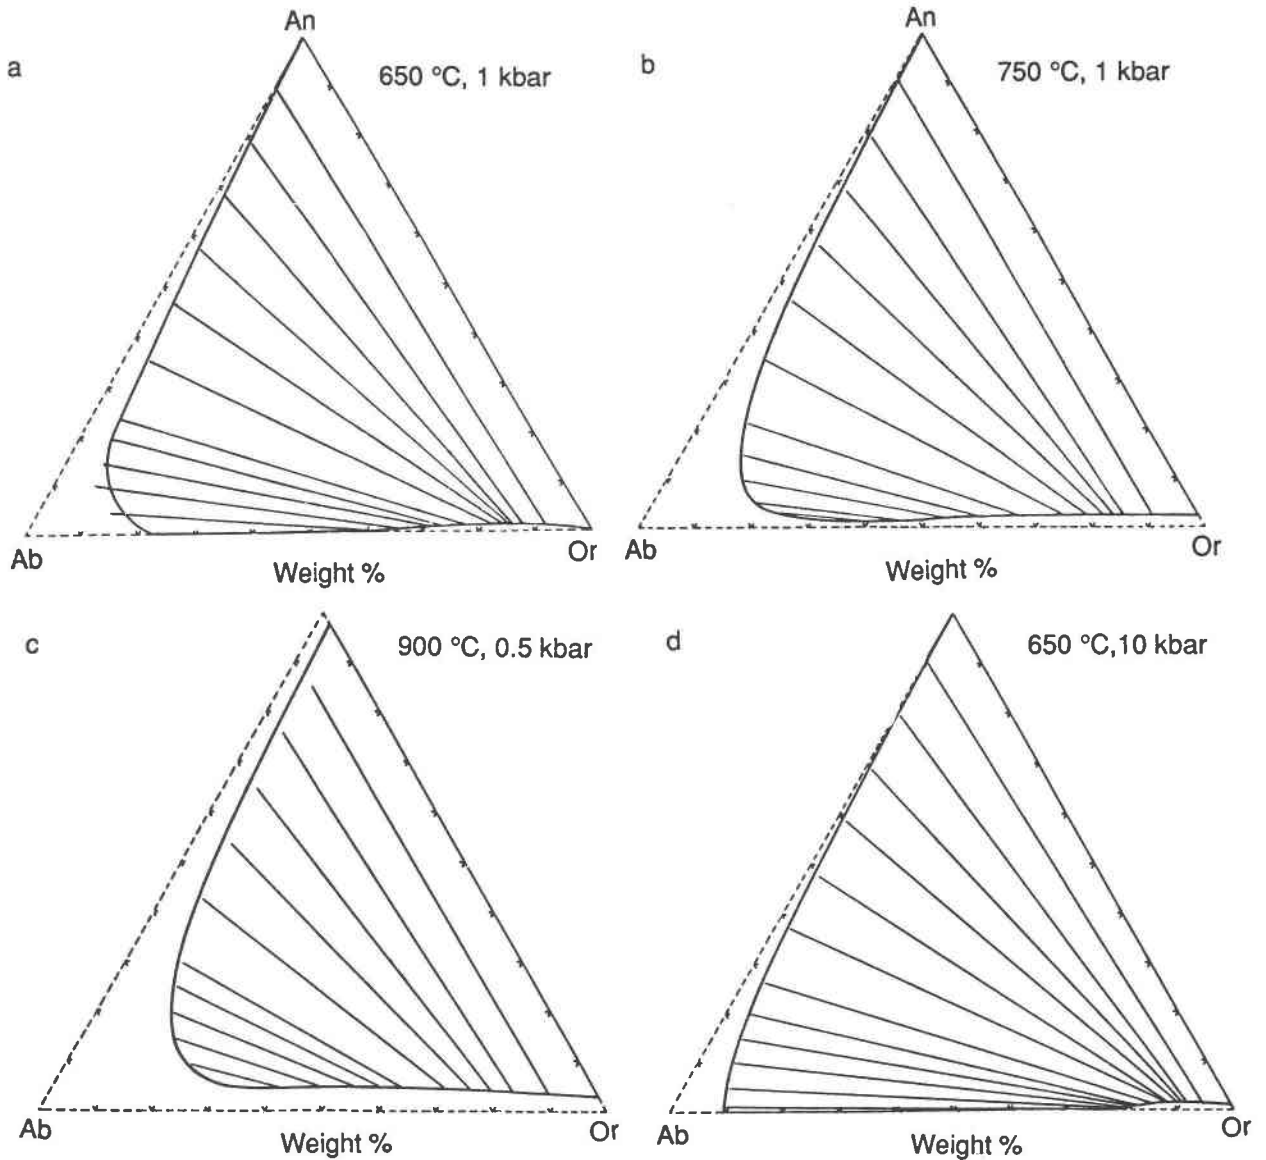 An
a
650 °C, 1 kbar
Ab
Or
Weight %
An
b
750 °C, 1 kbar
Ab
Or
Weight %
c
900 °C, 0.5 kbar
Ab
Or
Weight %
d
650 °C,10 kbar
Ab
Or
Weight %